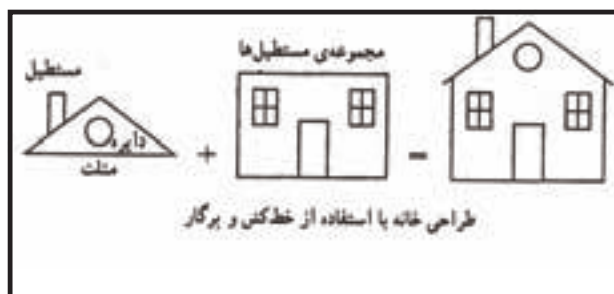 مستطیل
مجموعه‌ی مستطیل‌ها
دایره
مثلث
+
=
طراحی خانه با استفاده از خط‌کش و پرگار